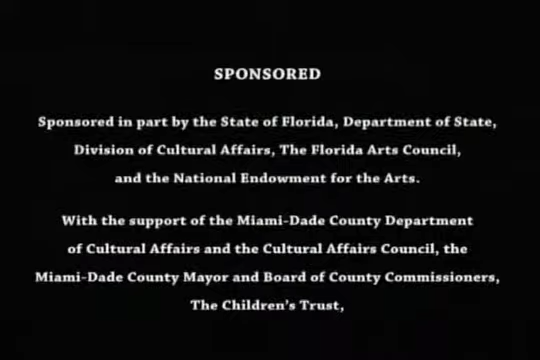 SPONSORED
Sponsored in part by the State of Florida, Department of State,
Division of Cultural Affairs, The Florida Arts Council,
and the National Endowment for the Arts.
With the support of the Miami-Dade County Department
of Cultural Affairs and the Cultural Affairs Council, the
Miami-Dade County Mayor and Board of County Commissioners,
The Children's Trust,